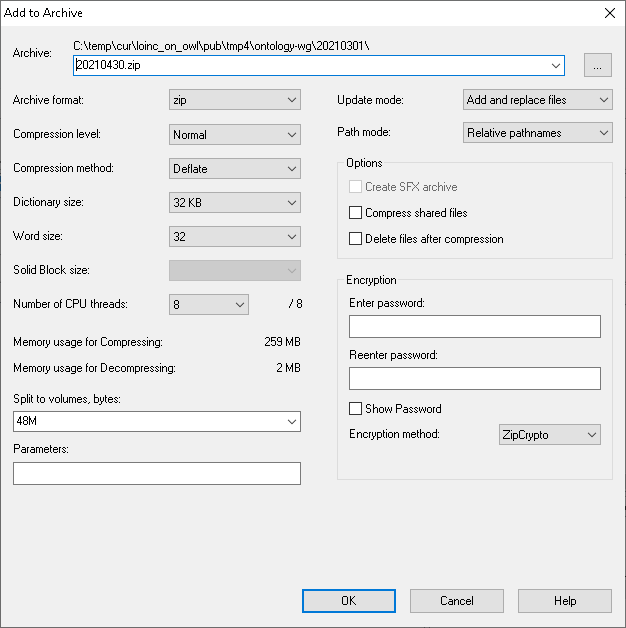 Add to Archive
Archive:
C:\temp\cur\loinc_on_owl\pub\tmp4\ontology-wg\20210301\
20210430.zip
...
Archive format:
zip
Compression level:
Normal
Compression method:
Deflate
Dictionary size:
32 KB
Word size:
32
Solid Block size:
Number of CPU threads:
8
/ 8
Memory usage for Compressing:
259 MB
Memory usage for Decompressing:
2 MB
Split to volumes, bytes:
48M
Parameters:
Update mode:
Add and replace files
Path mode:
Relative pathnames
Options
Create SFX archive
Compress shared files
Delete files after compression
Encryption
Enter password:
Reenter password:
Show Password
Encryption method:
ZipCrypto
OK
Cancel
Help